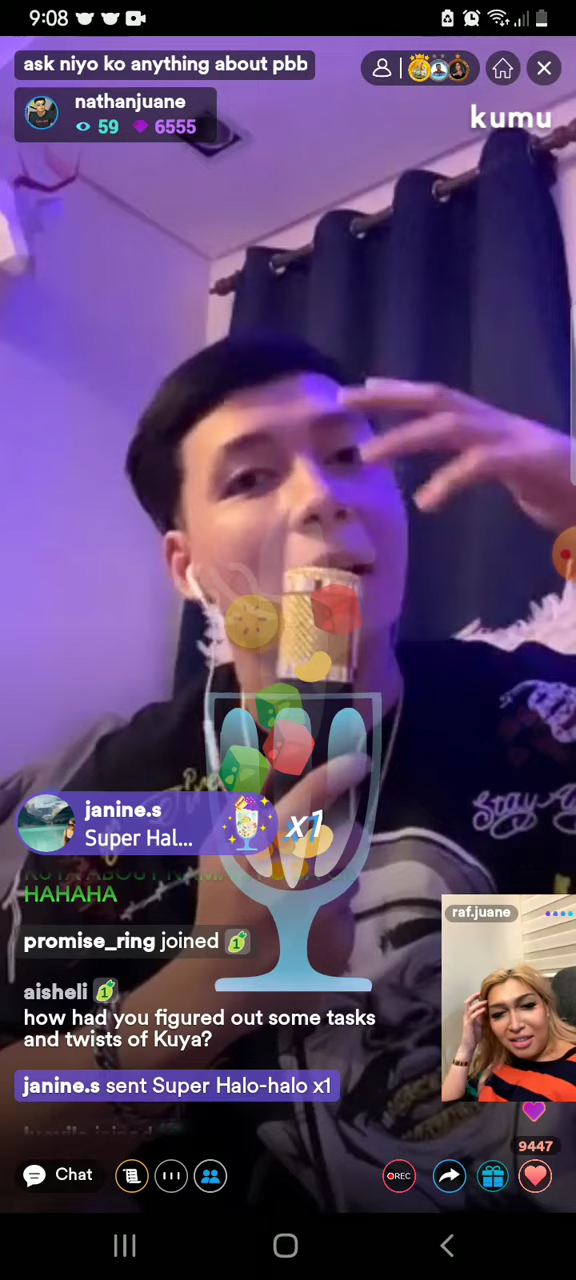 9:08
ask niyo ko anything about pbb
nathanjuane
59 6555
kumu
janine.s
Super Hal...
x1
HAHAHA
promise_ring joined 1
aisheli 1
how had you figured out some tasks
and twists of Kuya?
janine.s sent Super Halo-halo x1
raf.juane
9447
Chat
REC
Stay